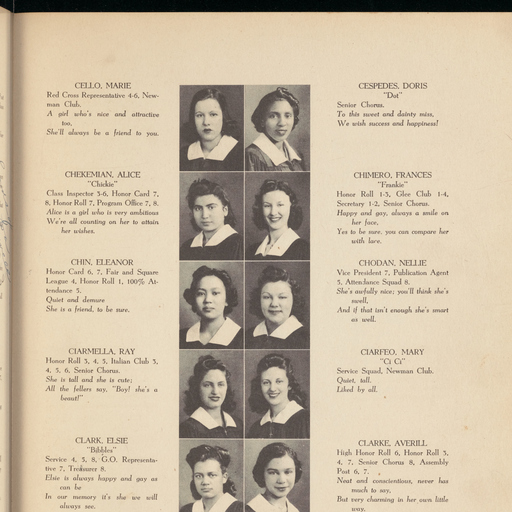 CELLO, MARIE
Red Cross Representative 4-6, New-
man Club.
A girl who's nice and attractive
too,
She'll always be a friend to you.
CHEKEMIAN, ALICE
"Chickie"
Class Inspector 3-6, Honor Card 7,
8, Honor Roll 7, Program Office 7, 8.
Alice is a girl who is very ambitious
We're all counting on her to attain
her wishes.
CHIN, ELEANOR
Honor Card 6, 7, Fair and Square
League 4, Honor Roll 1, 100% At-
tendance 5.
Quiet and demure
She is a friend, to be sure.
CIARMELLA, RAY
Honor Roll 3, 4, 5, Italian Club 3,
4, 5, 6, Senior Chorus.
She is tall and she is cute;
All the fellers say, "Boy! she's a
beaut!"
CLARK, ELSIE
"Bibbles"
Service 4, 5, 8, G.O. Representa-
tive 7, Treasurer 8.
Elsie is always happy and gay as
can be
In our memory it's she we will
always see.
CESPEDES, DORIS
"Dot"
Senior Chorus.
To this sweet and dainty miss,
We wish success and happiness!
CHIMERO, FRANCES
"Frankie"
Honor Roll 1-3, Glee Club 1-4,
Secretary 1-2, Senior Chorus.
Happy and gay, always a smile on
her face,
Yes to be sure, you can compare her
with lace.
CHODAN, NELLIE
Vice President 7, Publication Agent
5, Attendance Squad 8.
She's awfully nice; you'll think she's
swell,
And if that isn't enough she's smart
as well.
CIARFEO, MARY
"Ci Ci"
Service Squad, Newman Club.
Quiet, tall.
Liked by all.
CLARKE, AVERILL
High Honor Roll 6, Honor Roll 3,
4, 7, Senior Chorus 8, Assembly
Post 6, 7.
Neat and conscientious, never has
much to say,
But very charming in her own little
way.